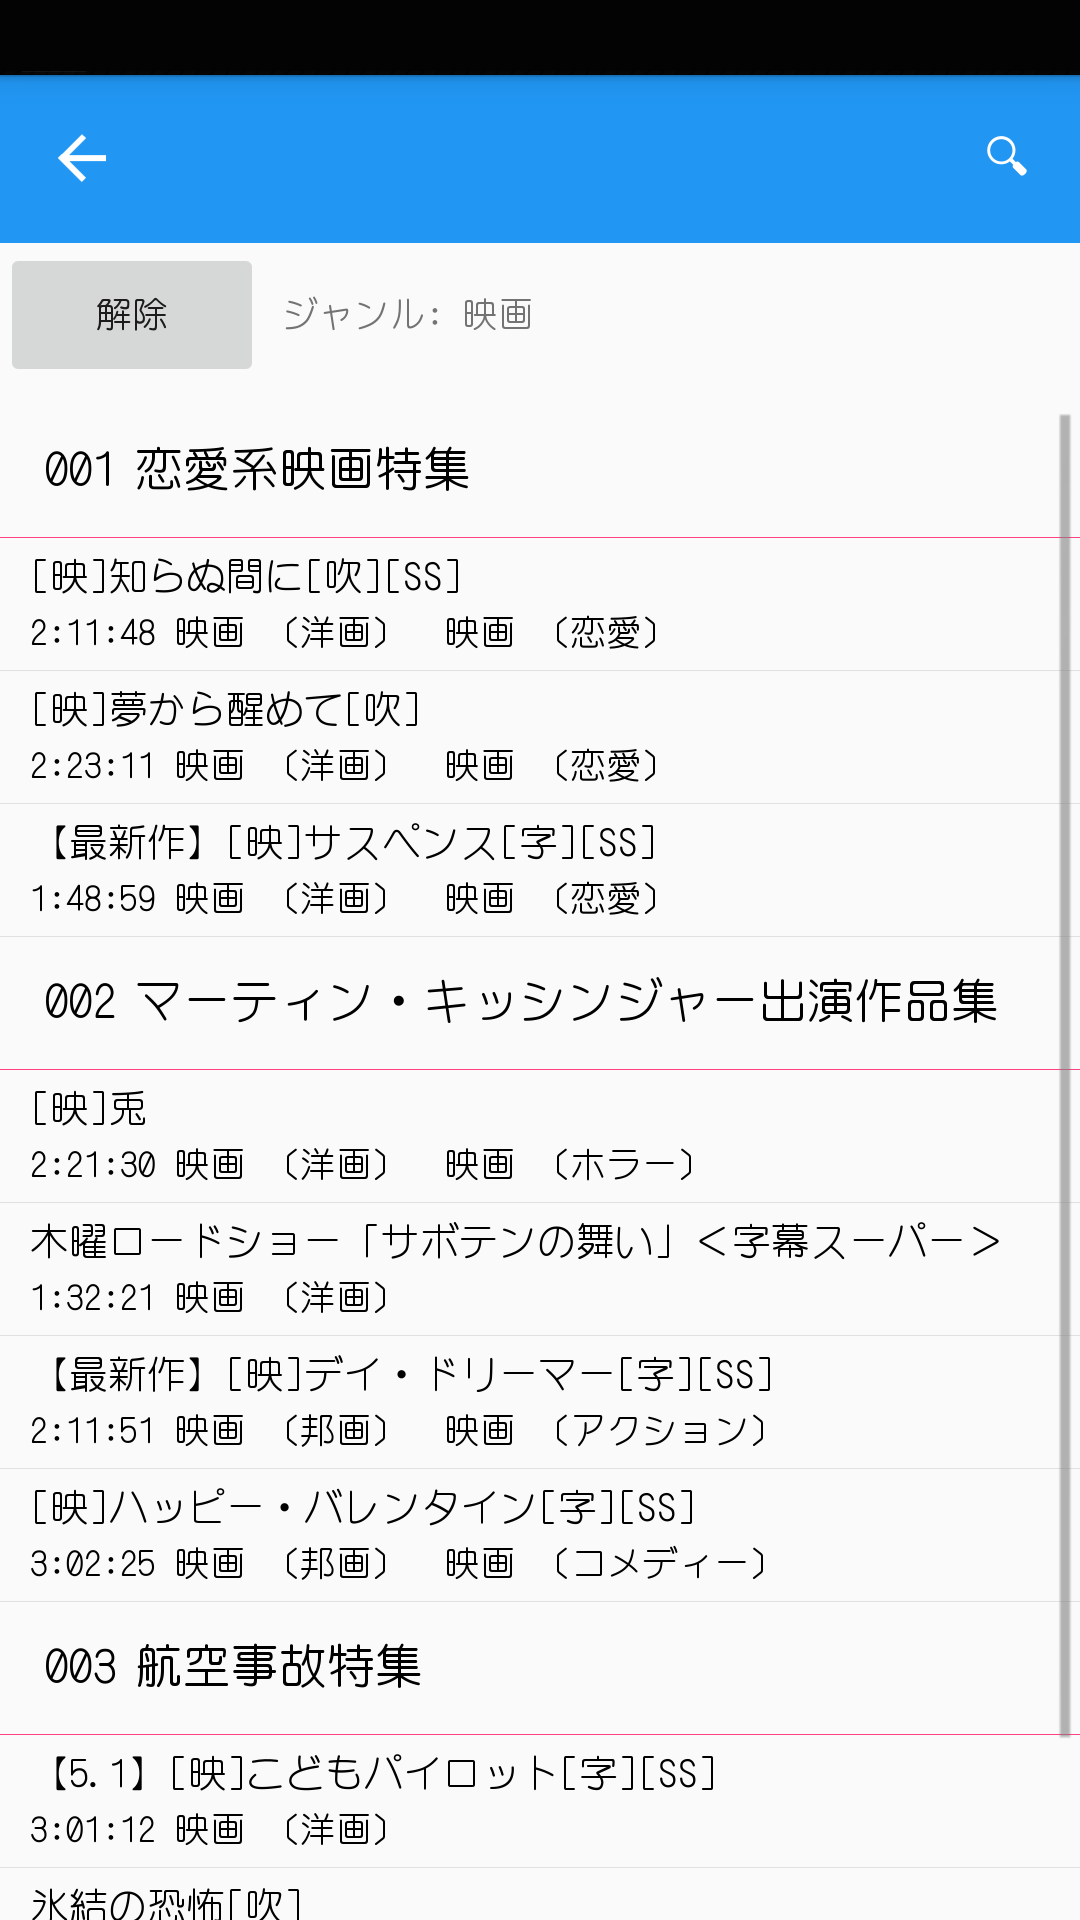 解除 ジャンル: 映画
001 恋愛系映画特集
[映]知らぬ間に[吹][SS]
2:11:48 映画 （洋画） 映画 （恋愛）
[映]夢から醒めて[吹]
2:23:11 映画 （洋画） 映画 （恋愛）
【最新作】[映]サスペンス[字][SS]
1:48:59 映画 （洋画） 映画 （恋愛）
002 マーティン・キッシンジャー出演作品集
[映]兎
2:21:30 映画 （洋画） 映画 （ホラー）
木曜ロードショー「サボテンの舞い」＜字幕スーパー＞
1:32:21 映画 （洋画）
【最新作】[映]デイ・ドリーマー[字][SS]
2:11:51 映画 （邦画） 映画 （アクション）
[映]ハッピー・バレンタイン[字][SS]
3:02:25 映画 （邦画） 映画 （コメディー）
003 航空事故特集
【5.1】[映]こどもパイロット[字][SS]
3:01:12 映画 （洋画）
氷結の恐怖[吹]